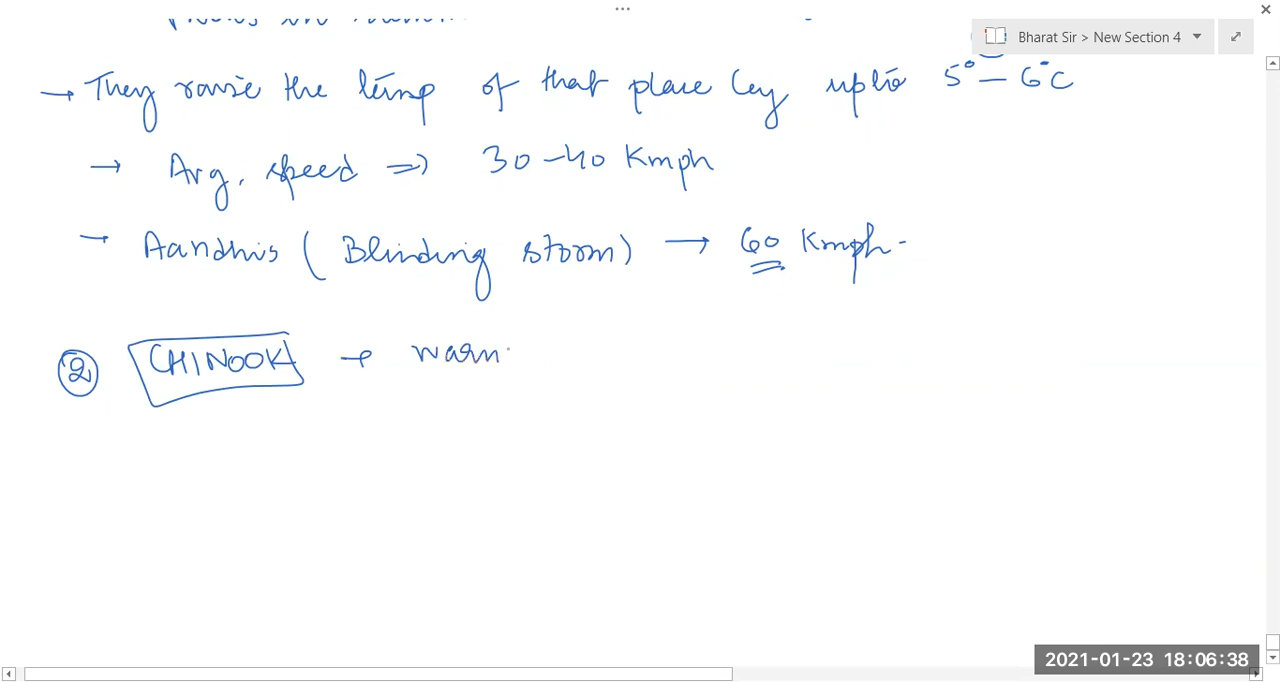 Bharat Sir > New Section 4
→ They raise the temp of that place by upto 5° – 6°C
→ Avg. speed ⇒ 30–40 Kmph
→ Aandhis (Blinding storm) → 60 Kmph-
② CHINOOK → warm
2021-01-23 18:06:38